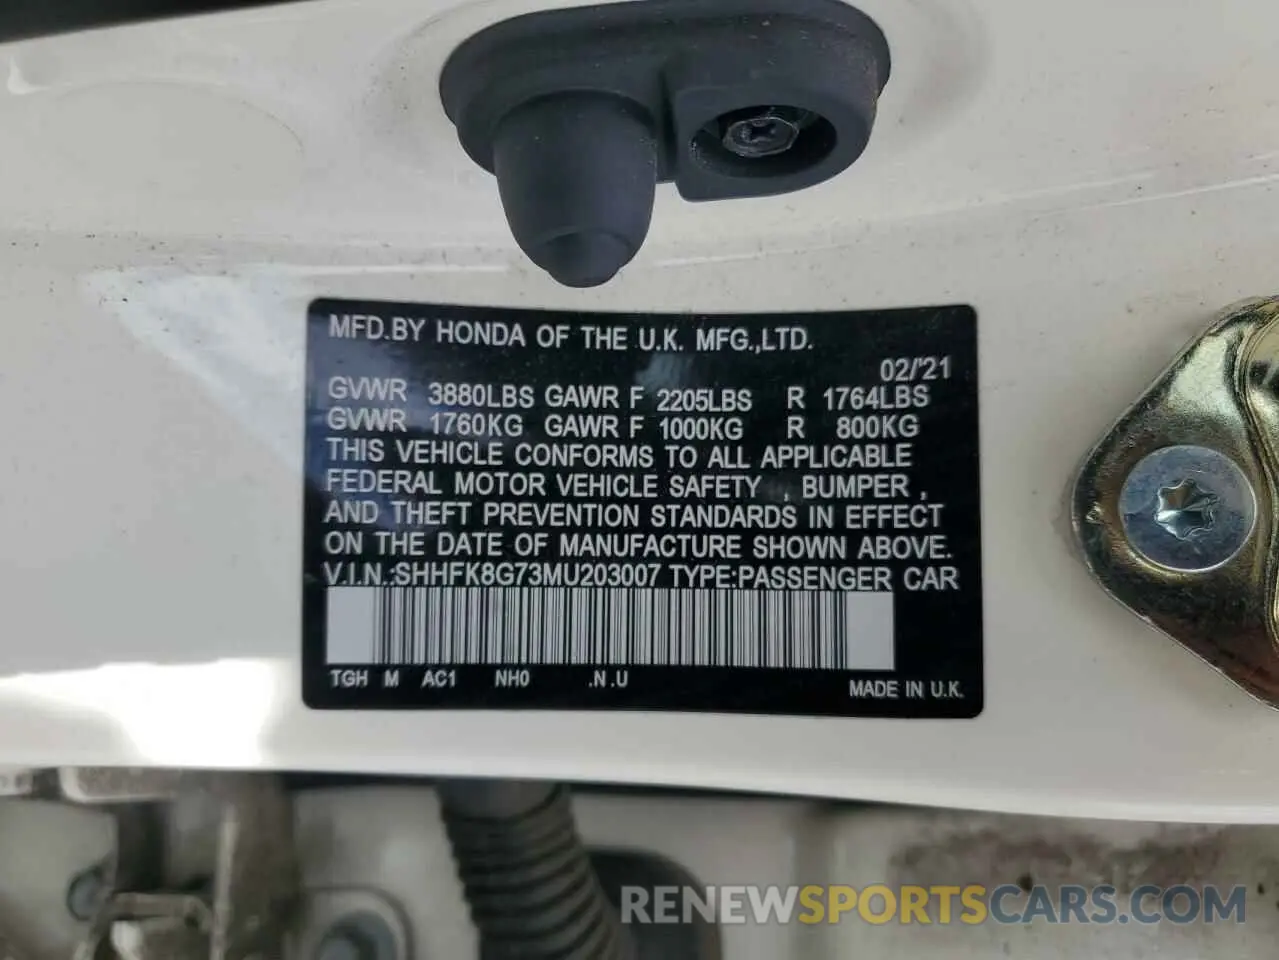 MFD.BY HONDA OF THE U.K. MFG.,LTD.
02/'21
GVWR 3880LBS GAWR F 2205LBS R 1764LBS
GVWR 1760KG GAWR F 1000KG R 800KG
THIS VEHICLE CONFORMS TO ALL APPLICABLE
FEDERAL MOTOR VEHICLE SAFETY , BUMPER ,
AND THEFT PREVENTION STANDARDS IN EFFECT
ON THE DATE OF MANUFACTURE SHOWN ABOVE.
V.I.N.:SHHFK8G73MU203007 TYPE:PASSENGER CAR
TGH M AC1 NH0 .N .U
MADE IN U.K.
RENEWSPORTSCARS.COM